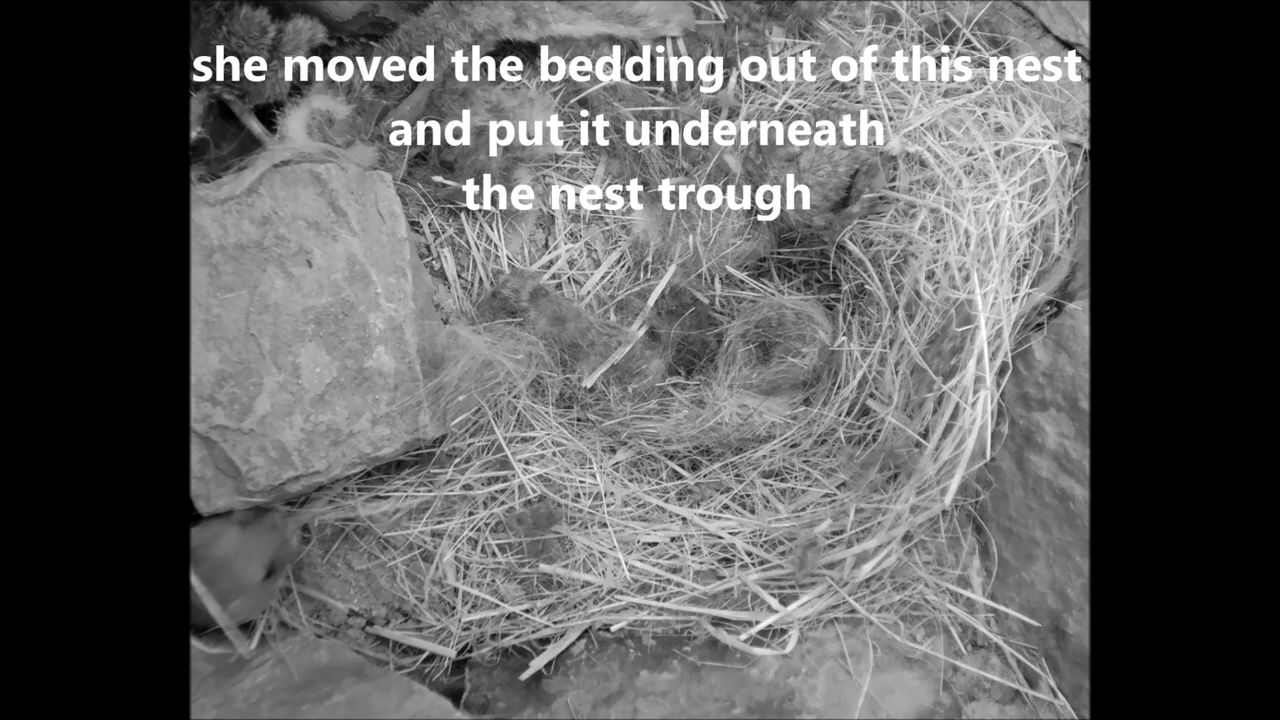 she moved the bedding out of this nest
and put it underneath
the nest trough